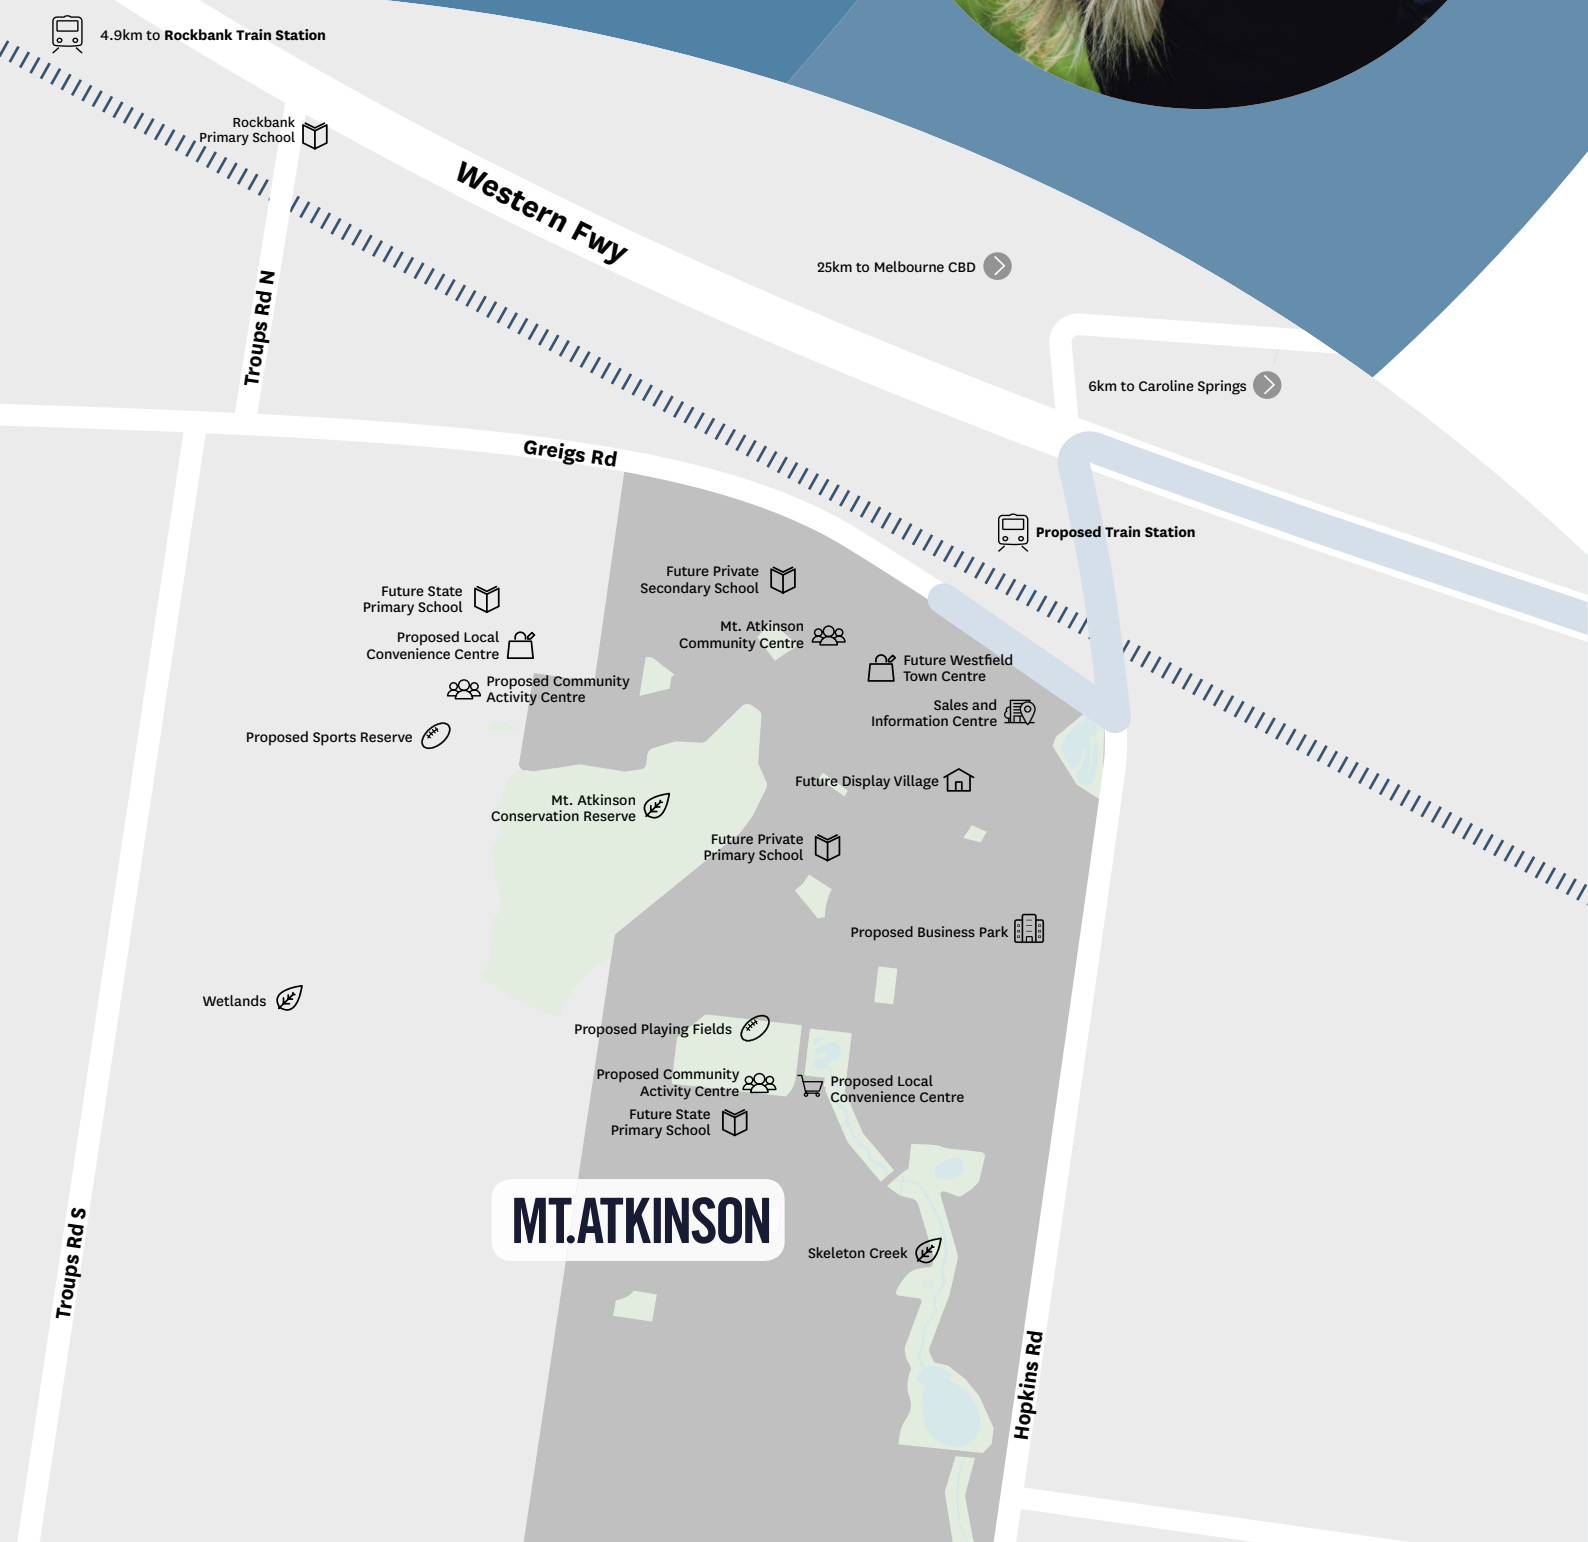 4.9km to Rockbank Train Station
Rockbank
Primary School
Western Fwy
25km to Melbourne CBD
Troups Rd N
6km to Caroline Springs
Greigs Rd
Proposed Train Station
Future Private
Secondary School
Future State
Primary School
Mt. Atkinson
Community Centre
Proposed Local
Convenience Centre
Future Westfield
Town Centre
Proposed Community
Activity Centre
Sales and
Information Centre
Proposed Sports Reserve
Future Display Village
Mt. Atkinson
Conservation Reserve
Future Private
Primary School
Proposed Business Park
Wetlands
Proposed Playing Fields
Proposed Community
Activity Centre
Proposed Local
Convenience Centre
Future State
Primary School
MT.ATKINSON
Troups Rd S
Skeleton Creek
Hopkins Rd